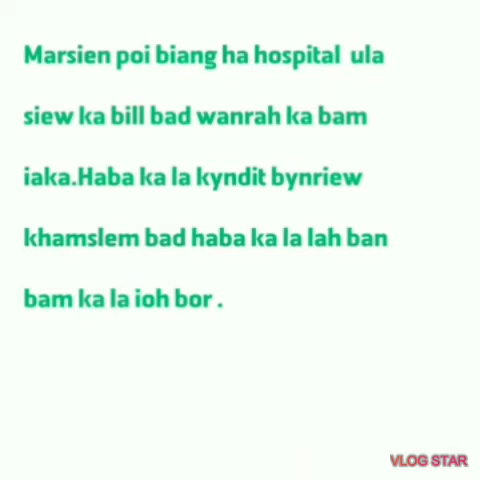 Marsien poi biang ha hospital ula
siew ka bill bad wanrah ka bam
iaka.Haba ka la kyndit bynriew
khamslem bad haba ka la lah ban
bam ka la ioh bor .
VLOG STAR